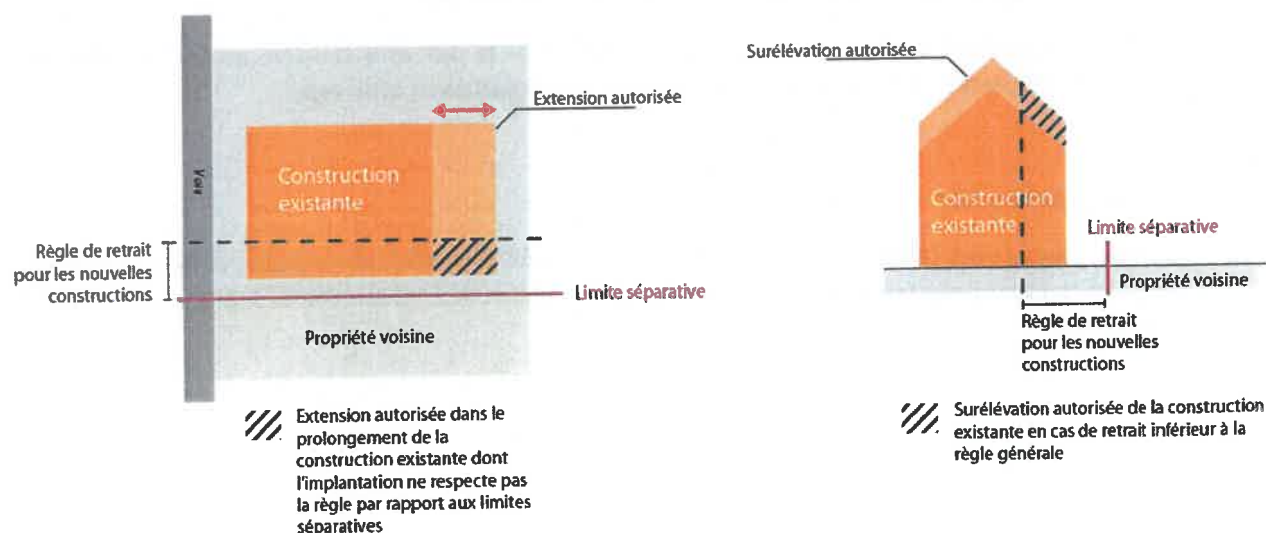 Extension autorisée
Construction
existante
Voie
Règle de retrait
pour les nouvelles
constructions
Limite séparative
Propriété voisine
Extension autorisée dans le
prolongement de la
construction existante dont
l'implantation ne respecte pas
la règle par rapport aux limites
séparatives
Surélévation autorisée
Construction
existante
Limite séparative
Propriété voisine
Règle de retrait
pour les nouvelles
constructions
Surélévation autorisée de la construction
existante en cas de retrait inférieur à la
règle générale